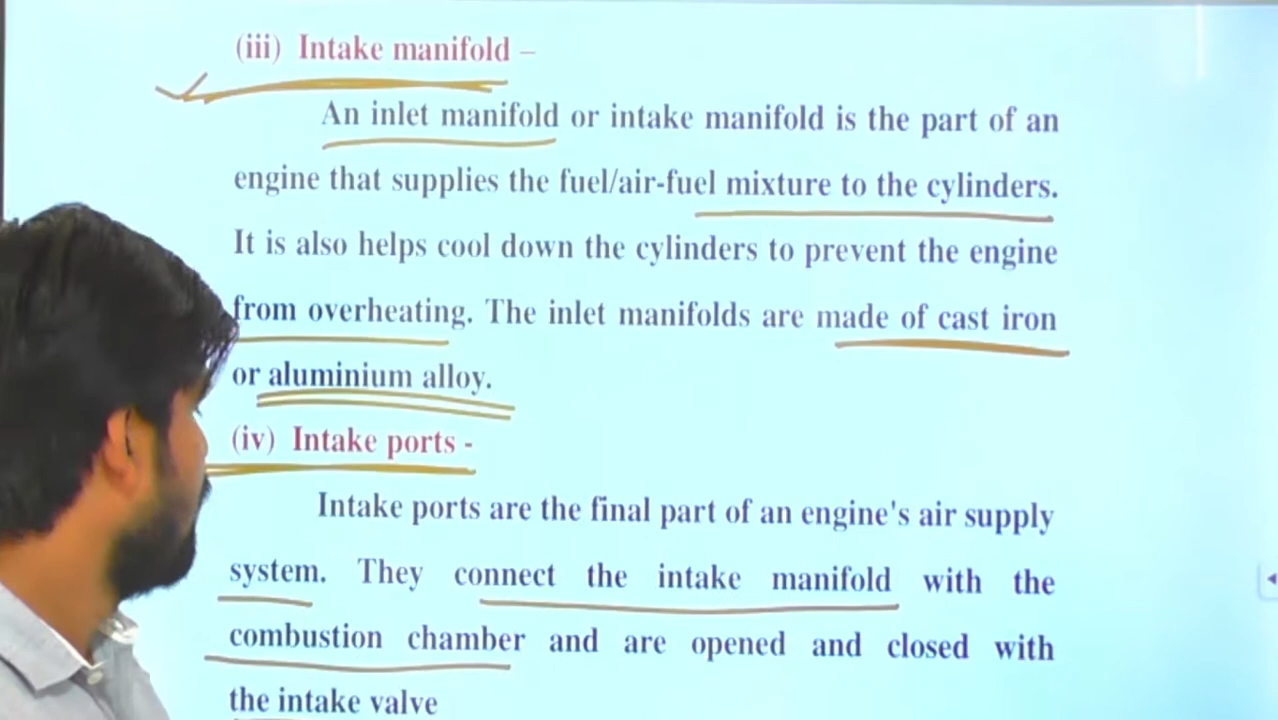 (iii) Intake manifold –
An inlet manifold or intake manifold is the part of an
engine that supplies the fuel/air-fuel mixture to the cylinders.
It is also helps cool down the cylinders to prevent the engine
from overheating. The inlet manifolds are made of cast iron
or aluminium alloy.
(iv) Intake ports -
Intake ports are the final part of an engine's air supply
system. They connect the intake manifold with the
combustion chamber and are opened and closed with
the intake valve